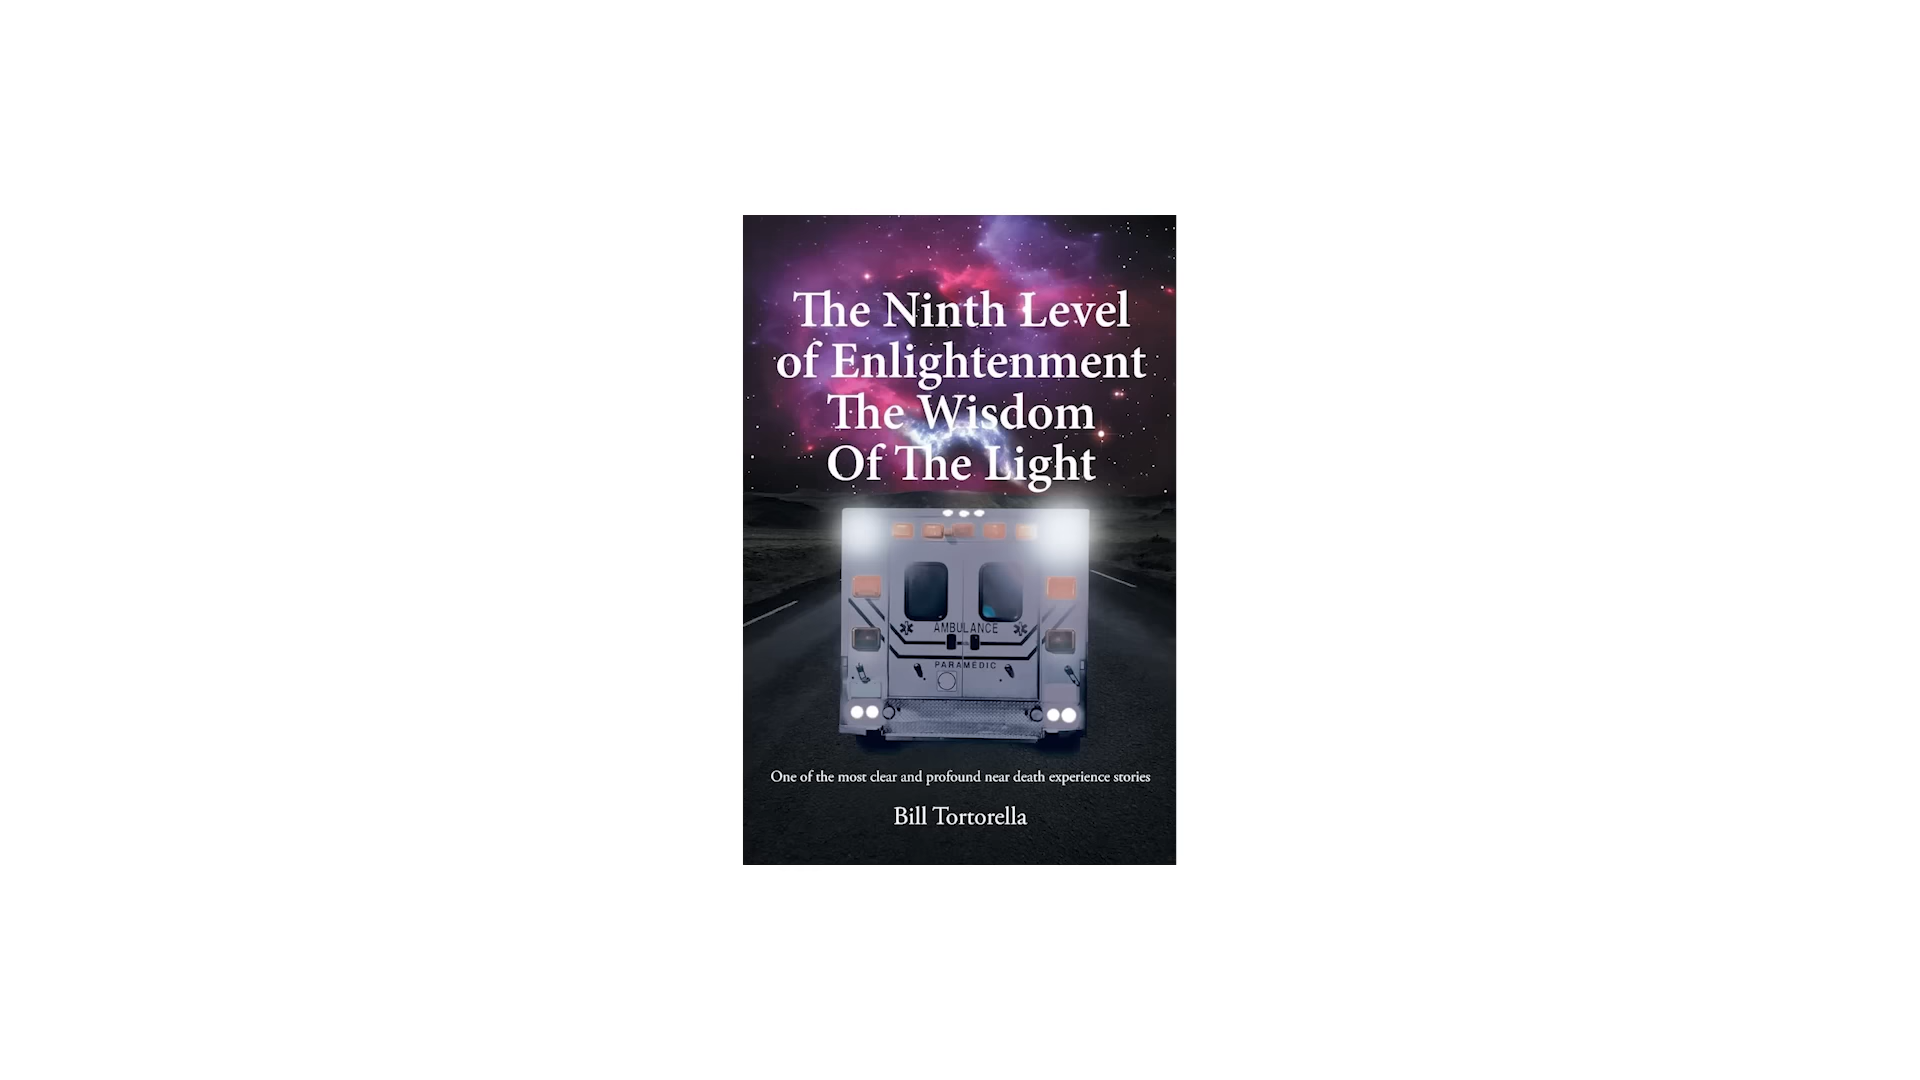 The Ninth Level
of Enlightenment
The Wisdom
Of The Light
AMBULANCE
PARAMEDIC
One of the most clear and profound near death experience stories
Bill Tortorella